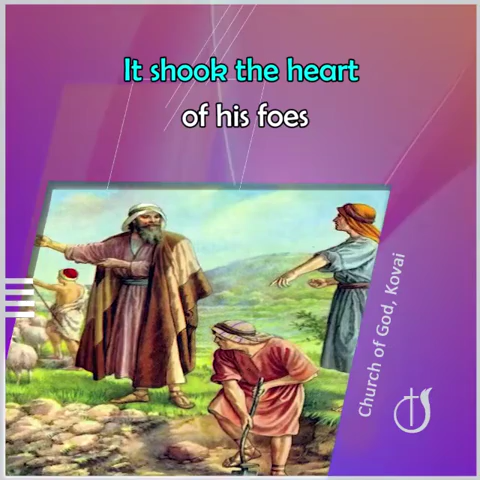 It shook the heart
of his foes
Church of God, Kovai